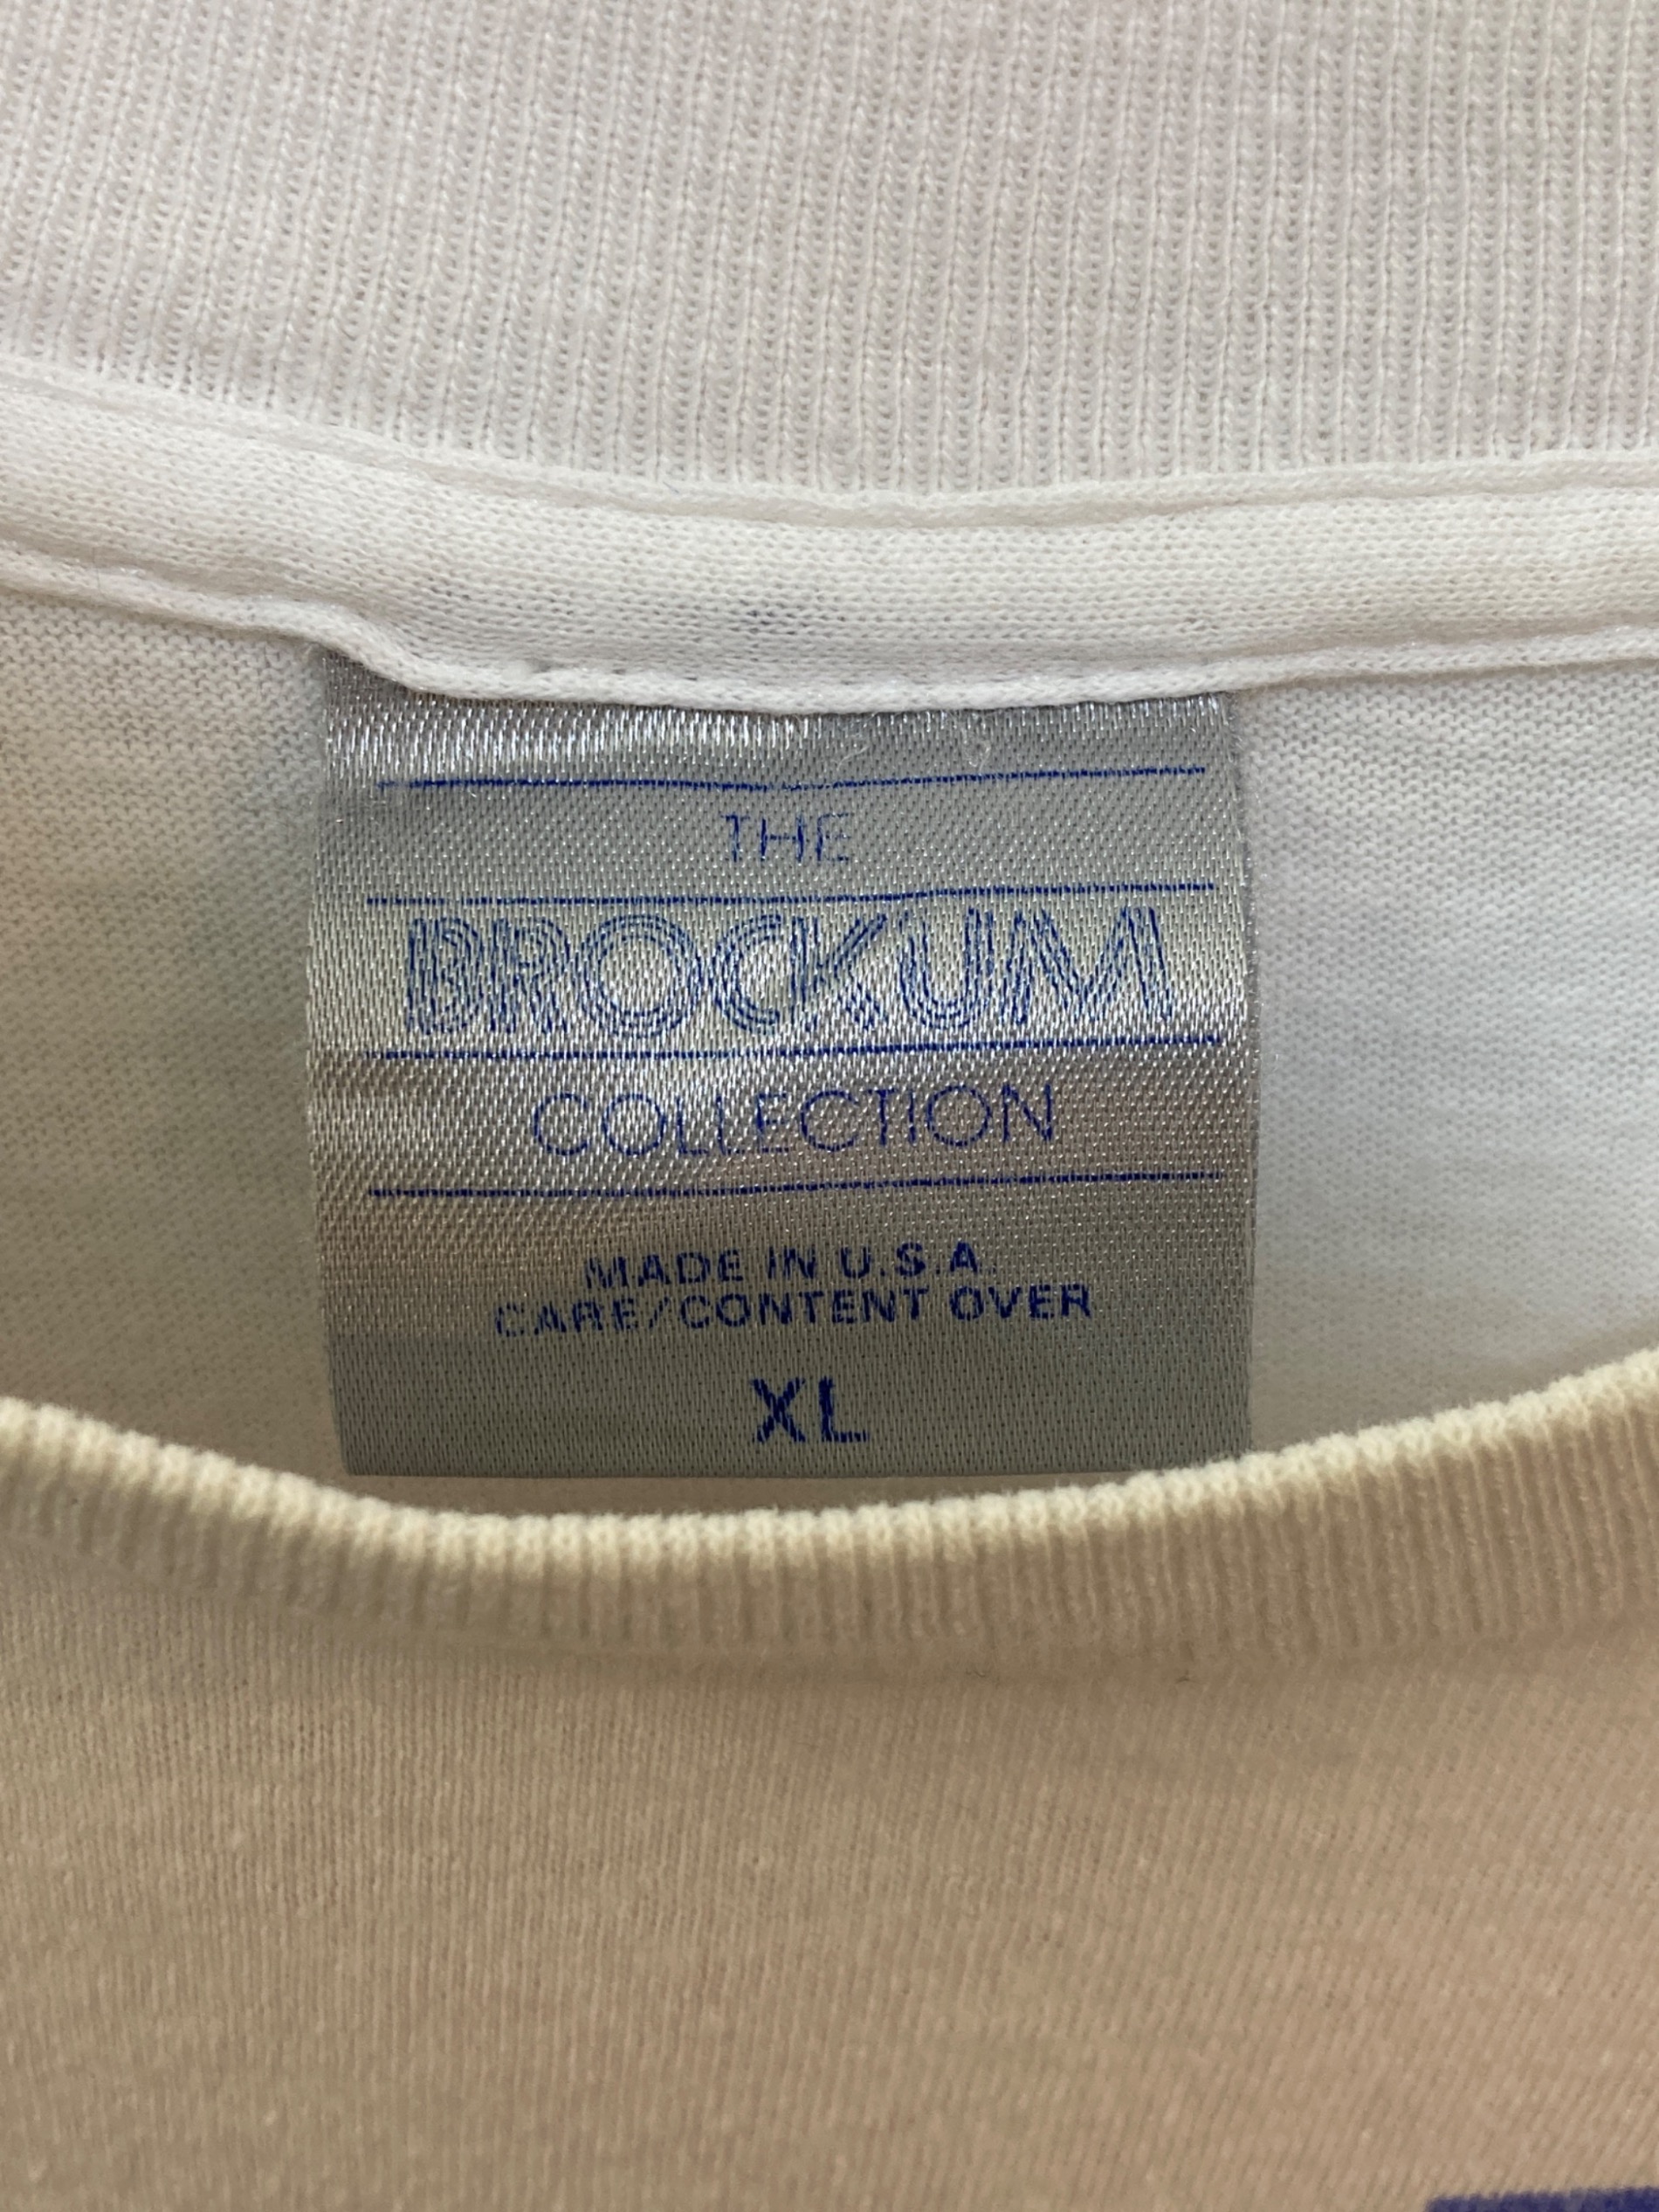 THE
BROCKUM
COLLECTION
MADE IN U.S.A.
CARE/CONTENT OVER
XL